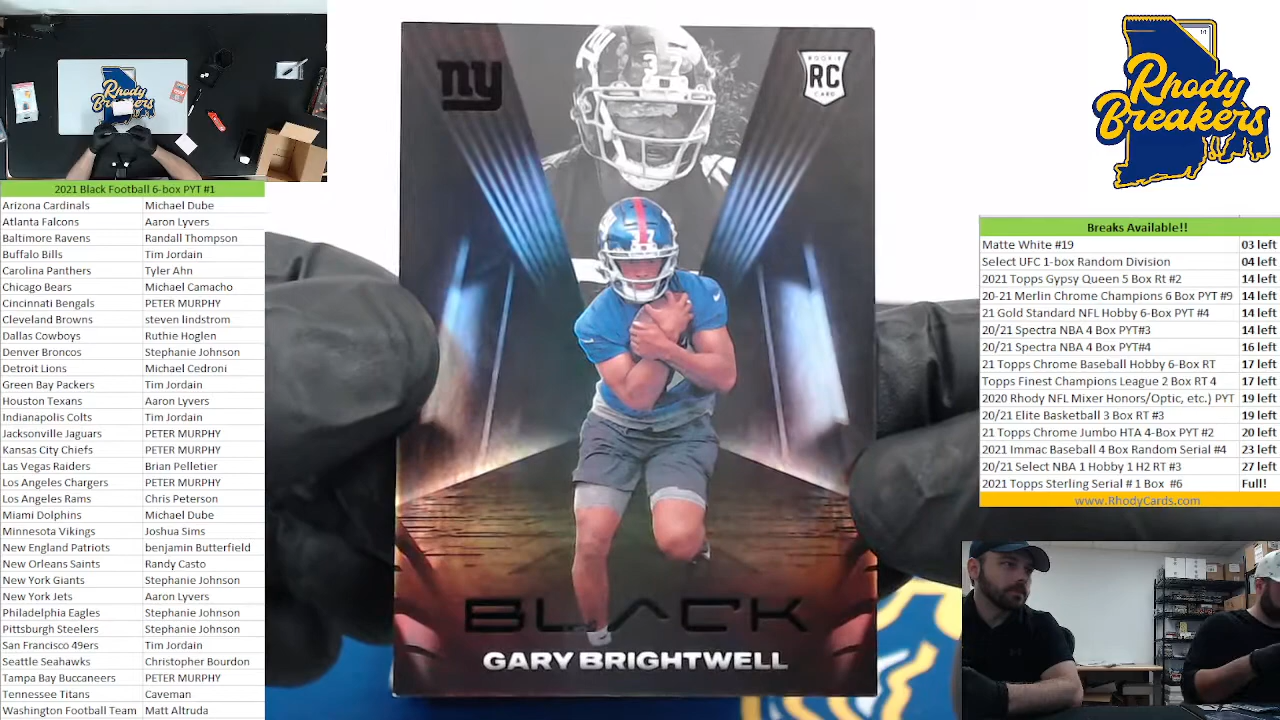 Rhody
Breakers
2021 Black Football 6-box PYT #1
Arizona Cardinals Michael Dube
Atlanta Falcons Aaron Lyvers
Baltimore Ravens Randall Thompson
Buffalo Bills Tim Jordain
Carolina Panthers Tyler Ahn
Chicago Bears Michael Camacho
Cincinnati Bengals PETER MURPHY
Cleveland Browns steven lindstrom
Dallas Cowboys Ruthie Hoglen
Denver Broncos Stephanie Johnson
Detroit Lions Michael Cedroni
Green Bay Packers Tim Jordain
Houston Texans Aaron Lyvers
Indianapolis Colts Tim Jordain
Jacksonville Jaguars PETER MURPHY
Kansas City Chiefs PETER MURPHY
Las Vegas Raiders Brian Pelletier
Los Angeles Chargers PETER MURPHY
Los Angeles Rams Chris Peterson
Miami Dolphins Michael Dube
Minnesota Vikings Joshua Sims
New England Patriots benjamin Butterfield
New Orleans Saints Randy Casto
New York Giants Stephanie Johnson
New York Jets Aaron Lyvers
Philadelphia Eagles Stephanie Johnson
Pittsburgh Steelers Stephanie Johnson
San Francisco 49ers Tim Jordain
Seattle Seahawks Christopher Bourdon
Tampa Bay Buccaneers PETER MURPHY
Tennessee Titans Caveman
Washington Football Team Matt Altruda
ny
37
ROOKIE
RC
CARD
BLACK
GARY BRIGHTWELL
Rhody
Breakers
Breaks Available!!
Matte White #19 03 left
Select UFC 1-box Random Division 04 left
2021 Topps Gypsy Queen 5 Box Rt #2 14 left
20-21 Merlin Chrome Champions 6 Box PYT #9 14 left
21 Gold Standard NFL Hobby 6-Box PYT #4 14 left
20/21 Spectra NBA 4 Box PYT#3 14 left
20/21 Spectra NBA 4 Box PYT#4 16 left
21 Topps Chrome Baseball Hobby 6-Box RT 17 left
Topps Finest Champions League 2 Box RT 4 17 left
2020 Rhody NFL Mixer Honors/Optic, etc.) PYT 19 left
20/21 Elite Basketball 3 Box RT #3 19 left
21 Topps Chrome Jumbo HTA 4-Box PYT #2 20 left
2021 Immac Baseball 4 Box Random Serial #4 23 left
20/21 Select NBA 1 Hobby 1 H2 RT #3 27 left
2021 Topps Sterling Serial # 1 Box #6 Full!
www.RhodyCards.com